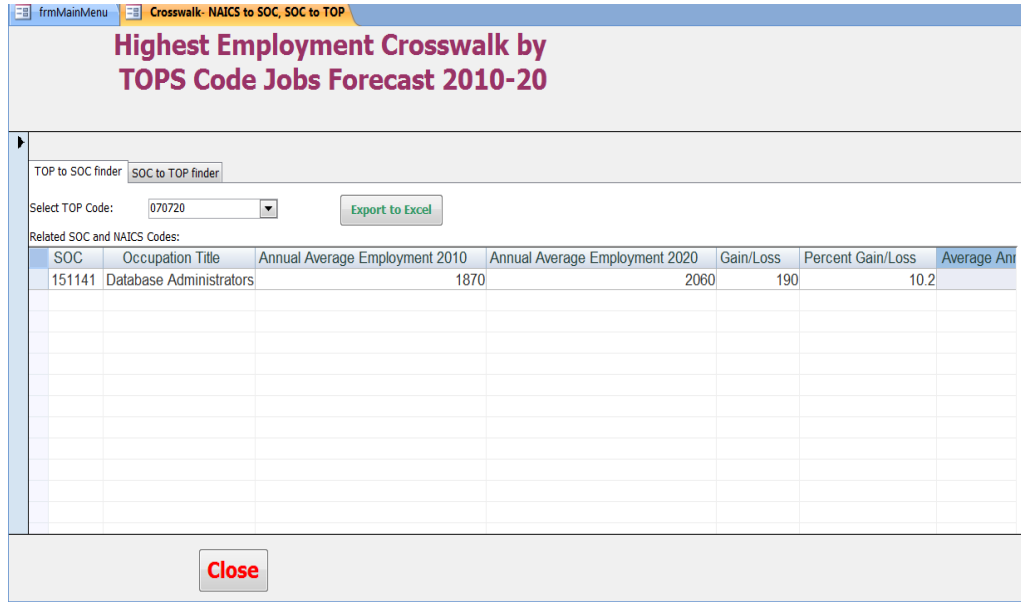 frmMainMenu Crosswalk- NAICS to SOC, SOC to TOP
Highest Employment Crosswalk by
TOPS Code Jobs Forecast 2010-20
TOP to SOC finder SOC to TOP finder
Select TOP Code: 070720 Export to Excel
Related SOC and NAICS Codes:
SOC Occupation Title Annual Average Employment 2010 Annual Average Employment 2020 Gain/Loss Percent Gain/Loss Average Ann
151141 Database Administrators 1870 2060 190 10.2
Close